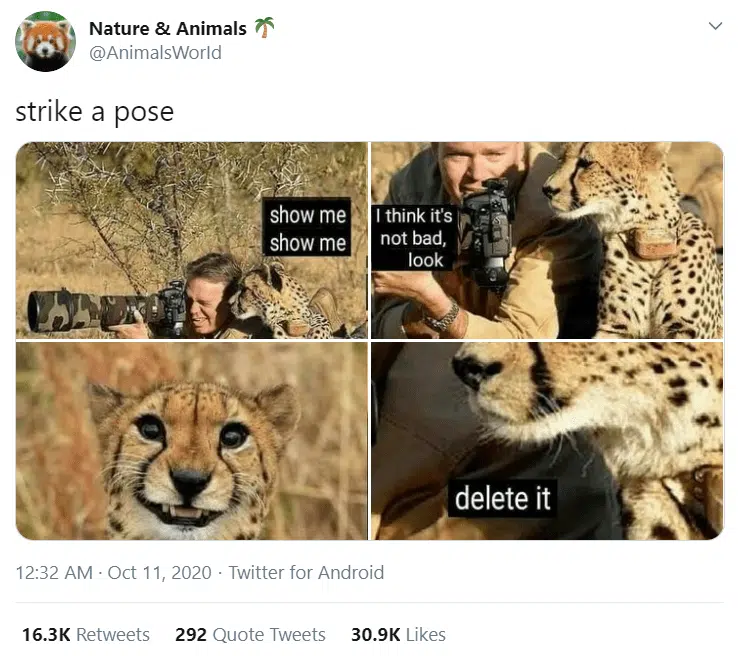 Nature & Animals 🌴
@AnimalsWorld
strike a pose
show me
show me
I think it's
not bad,
look
delete it
12:32 AM · Oct 11, 2020 · Twitter for Android
16.3K Retweets 292 Quote Tweets 30.9K Likes